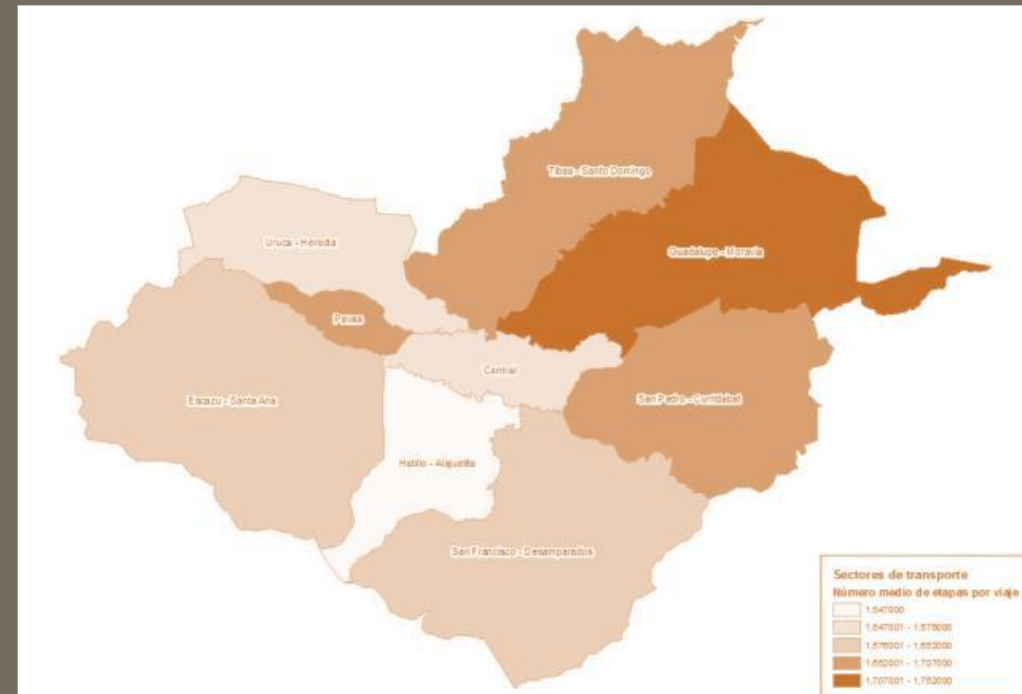 Tibas - Santo Domingo
Uruca - Heredia
Guadalupe - Moravia
Pavas
Central
Escazu - Santa Ana
San Pedro - Curridabat
Hatillo - Alajuelita
San Francisco - Desamparados
Sectores de transporte
Número medio de etapas por viaje
1,547000
1,547001 - 1,576000
1,576001 - 1,652000
1,652001 - 1,707000
1,707001 - 1,752000